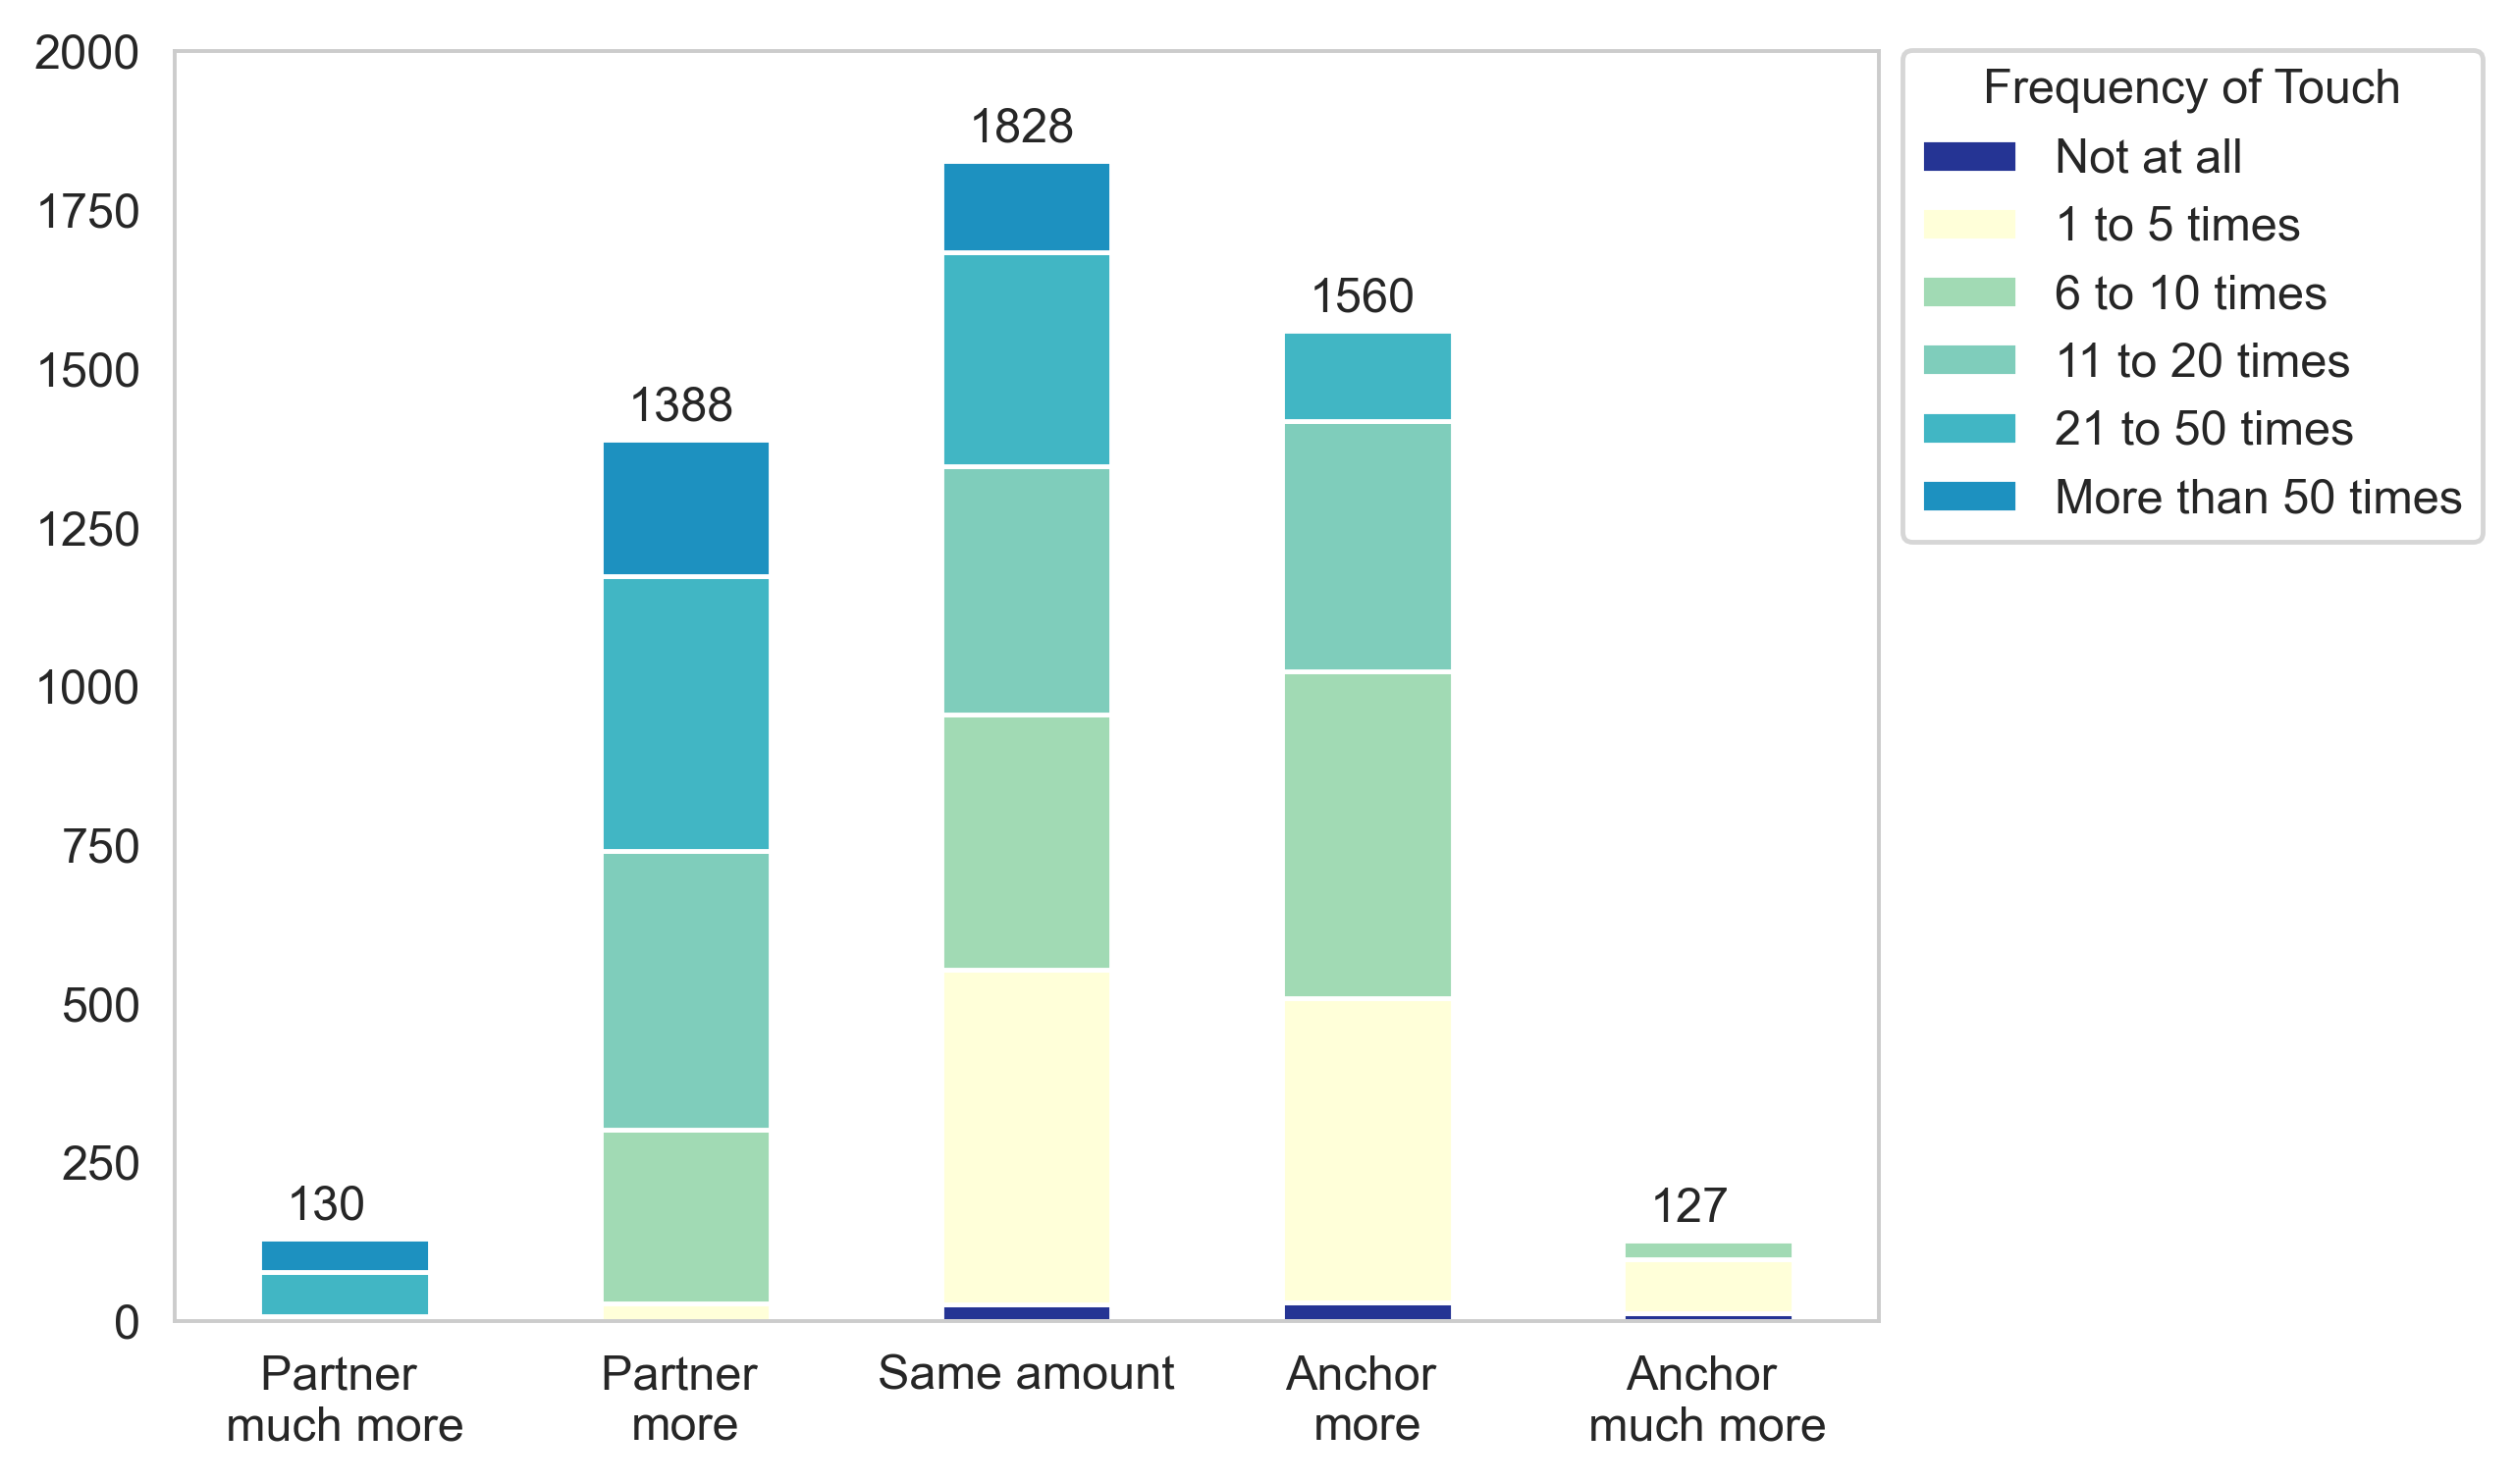 2000
1750
1500
1250
1000
750
500
250
0
130
1388
1828
1560
127
Partner
much more
Partner
more
Same amount
Anchor
more
Anchor
much more
Frequency of Touch
Not at all
1 to 5 times
6 to 10 times
11 to 20 times
21 to 50 times
More than 50 times